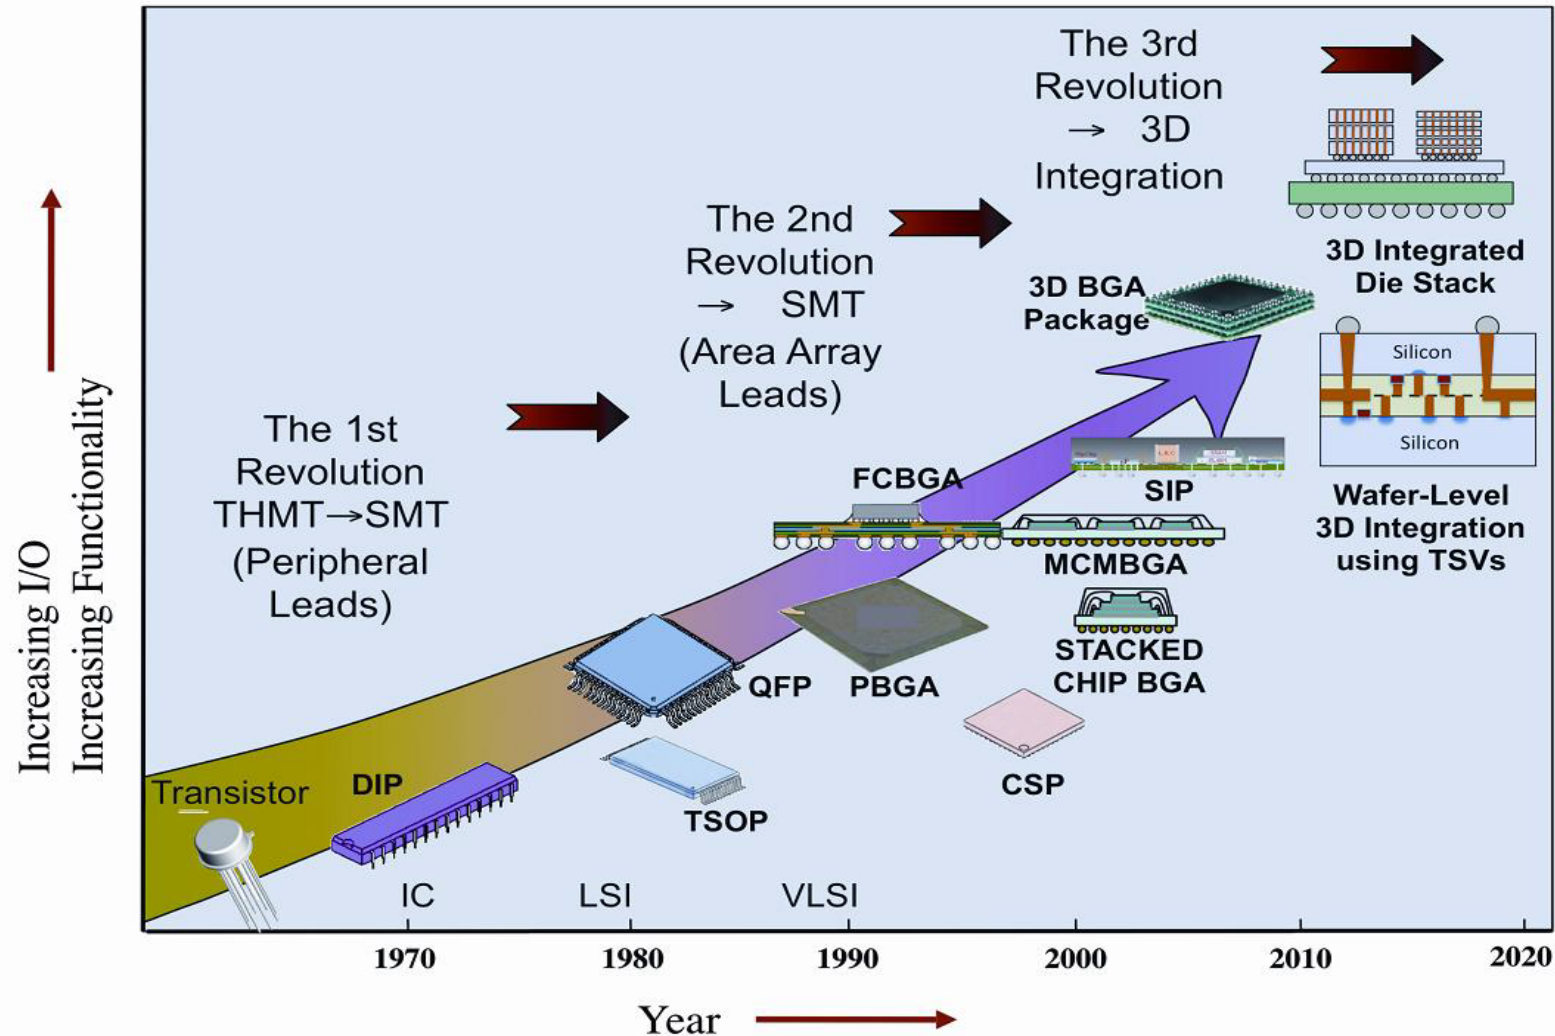 The 3rd
Revolution
→ 3D
Integration
The 2nd
Revolution
→ SMT
(Area Array
Leads)
The 1st
Revolution
THMT→SMT
(Peripheral
Leads)
3D Integrated
Die Stack
3D BGA
Package
Silicon
Silicon
Wafer-Level
3D Integration
using TSVs
SIP
FCBGA
MCMBGA
STACKED
CHIP BGA
QFP
PBGA
CSP
TSOP
DIP
Transistor
IC
LSI
VLSI
1970
1980
1990
2000
2010
2020
Year
Increasing I/O
Increasing Functionality